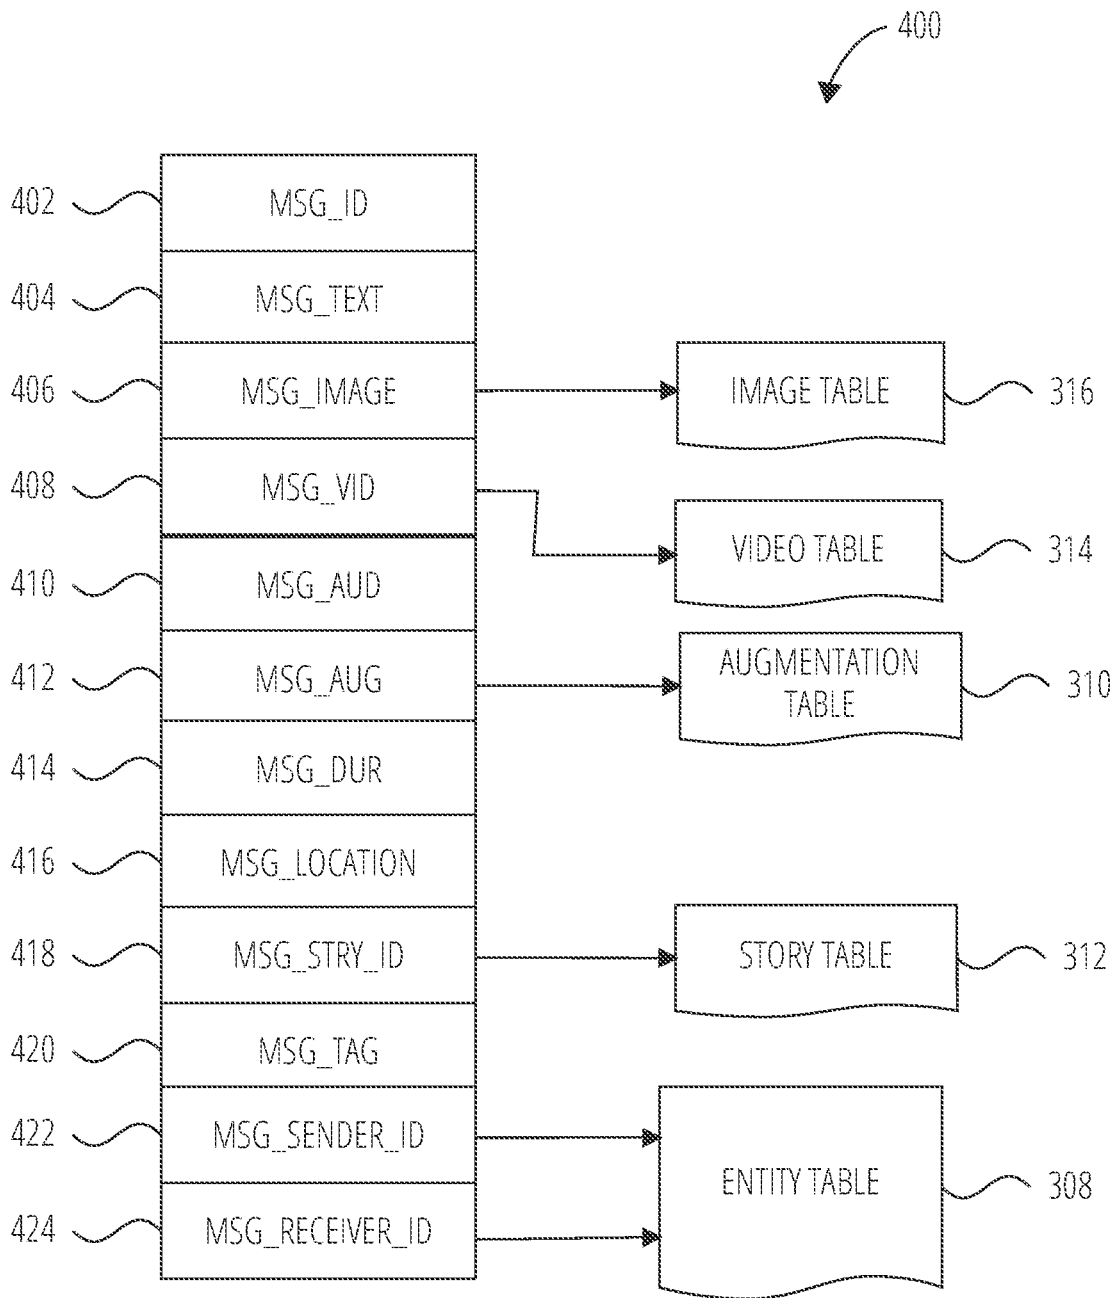 400
402 MSG_ID
404 MSG_TEXT
406 MSG_IMAGE IMAGE TABLE 316
408 MSG_VID
VIDEO TABLE 314
410 MSG_AUD
412 MSG_AUG AUGMENTATION TABLE 310
414 MSG_DUR
416 MSG_LOCATION
418 MSG_STRY_ID STORY TABLE 312
420 MSG_TAG
422 MSG_SENDER_ID
ENTITY TABLE 308
424 MSG_RECEIVER_ID